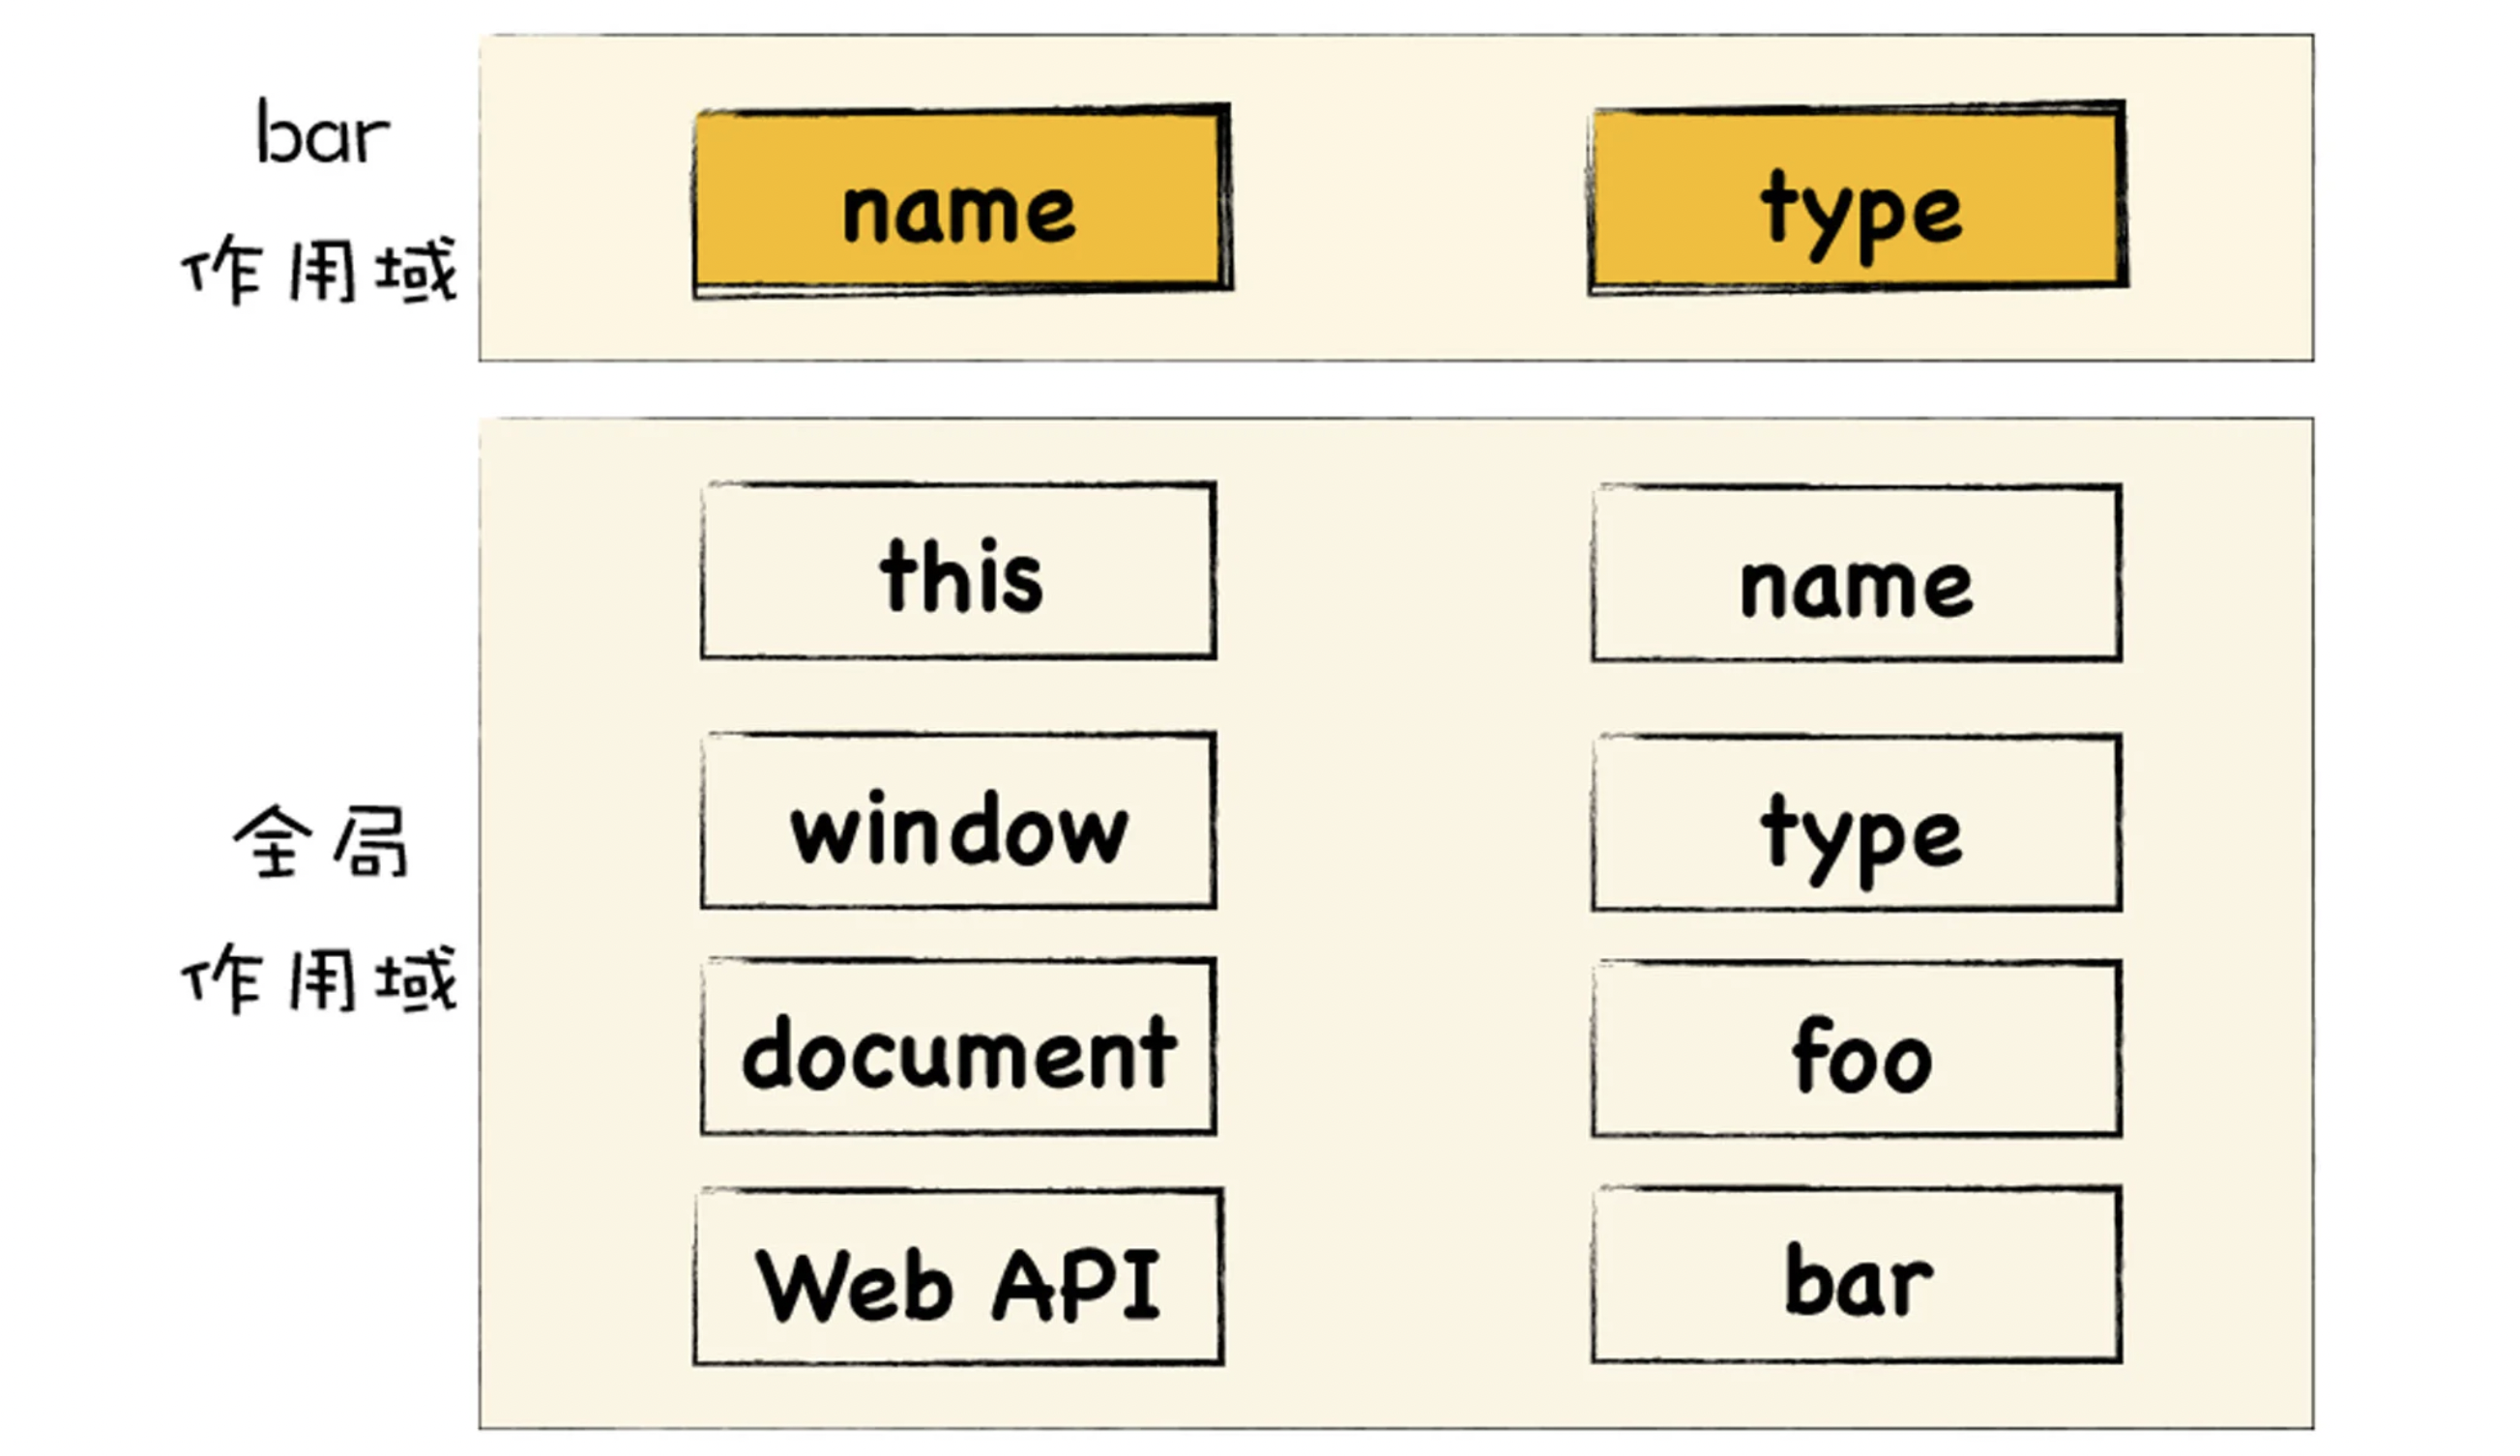 bar
作用域
name
type
全局
作用域
this
name
window
type
document
foo
Web API
bar